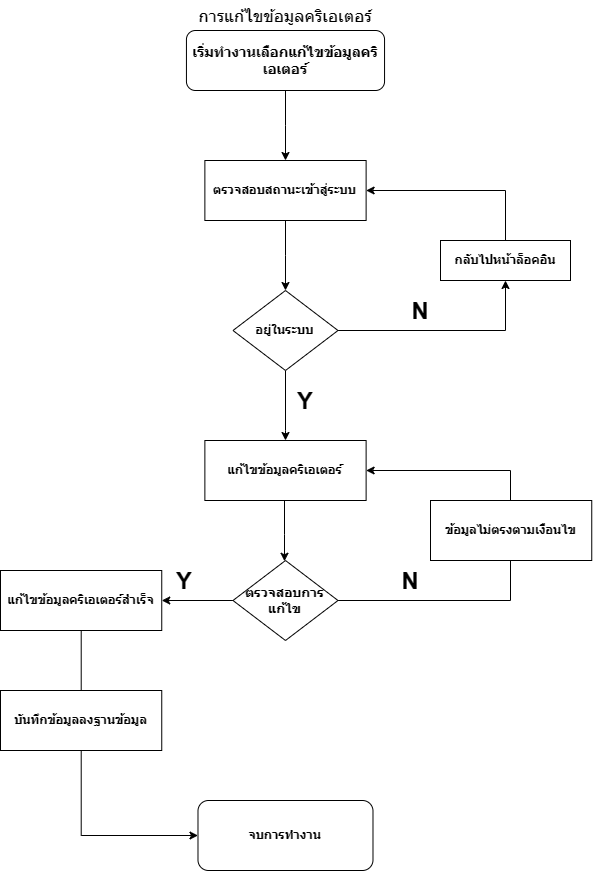 การแก้ไขข้อมูลคริเอเตอร์
เริ่มทำงานเลือกแก้ไขข้อมูลคริ
เอเตอร์
ตรวจสอบสถานะเข้าสู่ระบบ
กลับไปหน้าล็อคอิน
N
อยู่ในระบบ
Y
แก้ไขข้อมูลคริเอเตอร์
ข้อมูลไม่ตรงตามเงื่อนไข
Y
N
ตรวจสอบการ
แก้ไข
แก้ไขข้อมูลคริเอเตอร์สำเร็จ
บันทึกข้อมูลลงฐานข้อมูล
จบการทำงาน